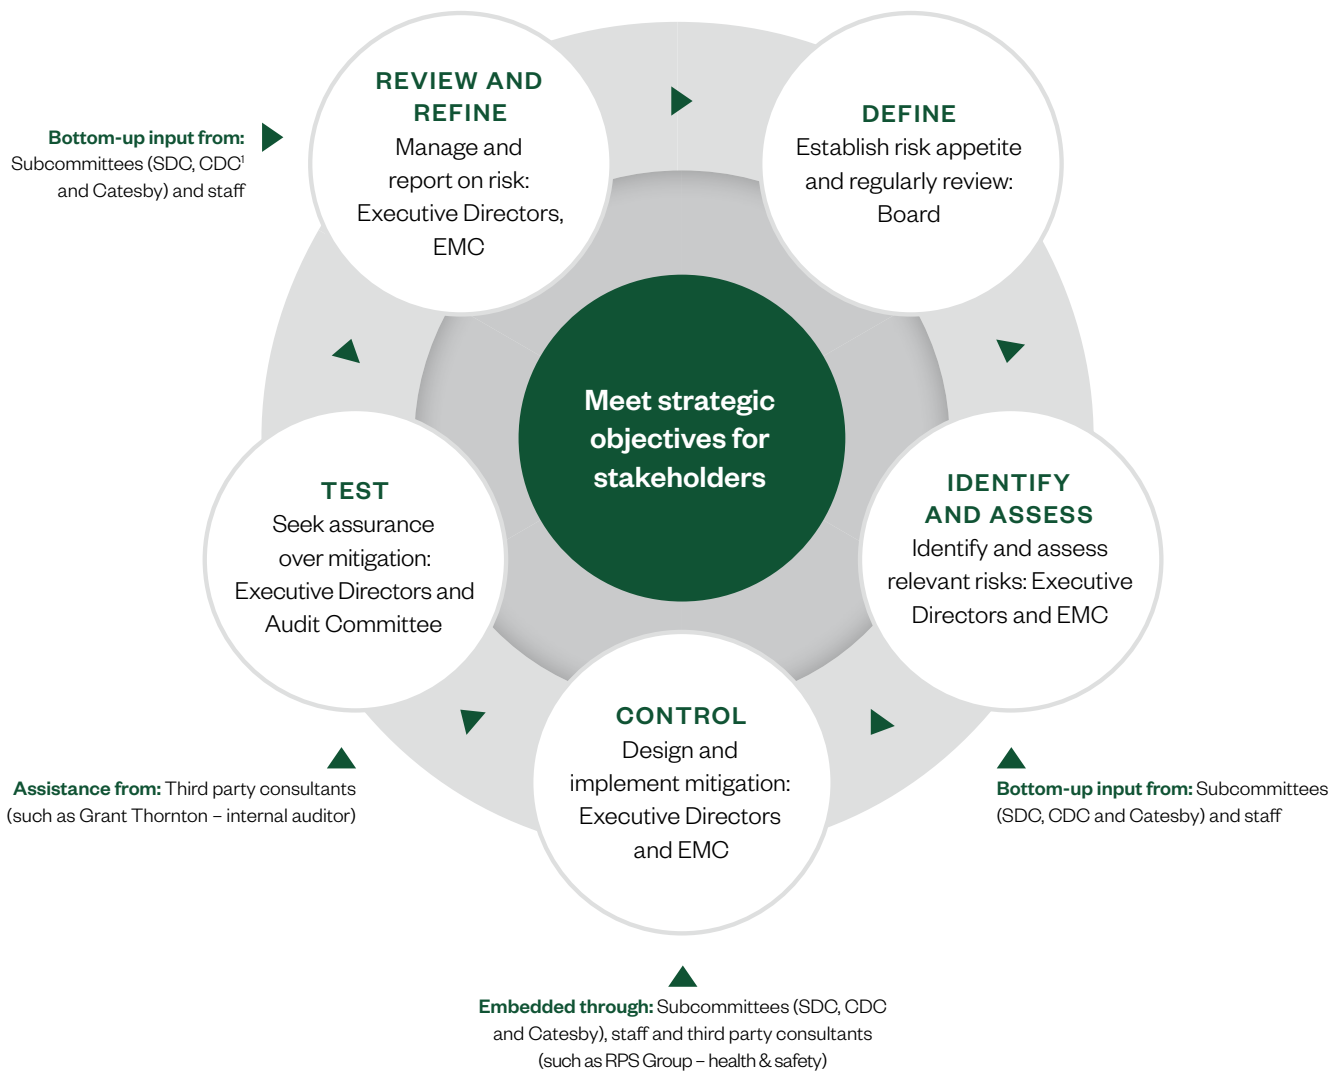 REVIEW AND
REFINE
Manage and
report on risk:
Executive Directors,
EMC
DEFINE
Establish risk appetite
and regularly review:
Board
Bottom-up input from:
Subcommittees (SDC, CDC¹
and Catesby) and staff
Meet strategic
objectives for
stakeholders
TEST
Seek assurance
over mitigation:
Executive Directors and
Audit Committee
IDENTIFY
AND ASSESS
Identify and assess
relevant risks: Executive
Directors and EMC
CONTROL
Design and
implement mitigation:
Executive Directors
and EMC
Assistance from: Third party consultants
(such as Grant Thornton – internal auditor)
Bottom-up input from: Subcommittees
(SDC, CDC and Catesby) and staff
Embedded through: Subcommittees (SDC, CDC
and Catesby), staff and third party consultants
(such as RPS Group – health & safety)